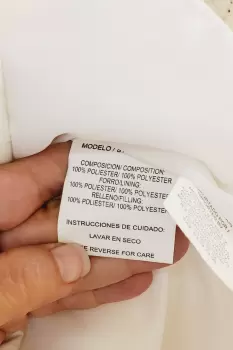 MODELO /
COMPOSICION/ COMPOSITION:
100% POLIESTER/ 100% POLYESTER
FORRO/LINING:
100% POLIESTER/ 100% POLYESTER
RELLENO/FILLING:
100% POLIESTER/ 100% POLYESTER
INSTRUCCIONES DE CUIDADO:
LAVAR EN SECO
REVERSE FOR CARE